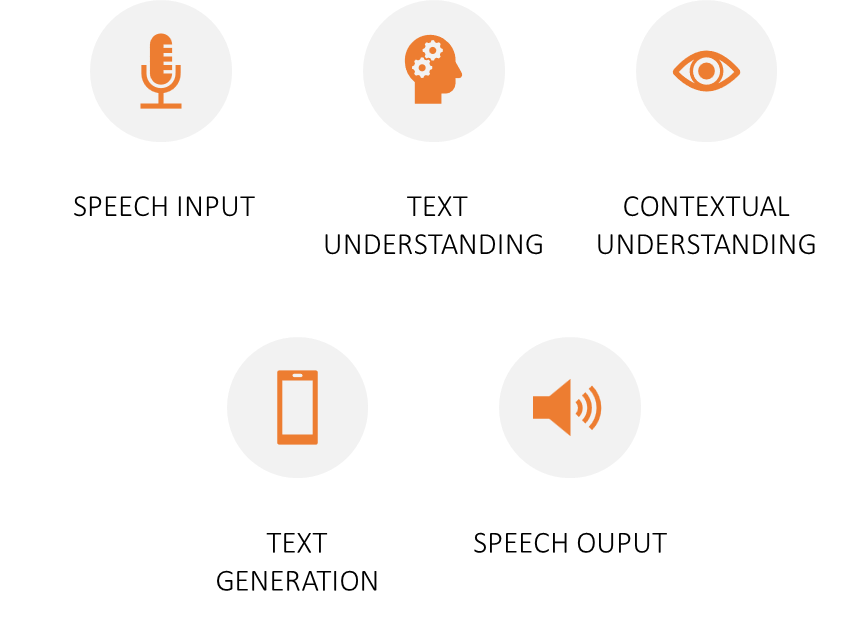 SPEECH INPUT
TEXT
UNDERSTANDING
CONTEXTUAL
UNDERSTANDING
TEXT
GENERATION
SPEECH OUPUT